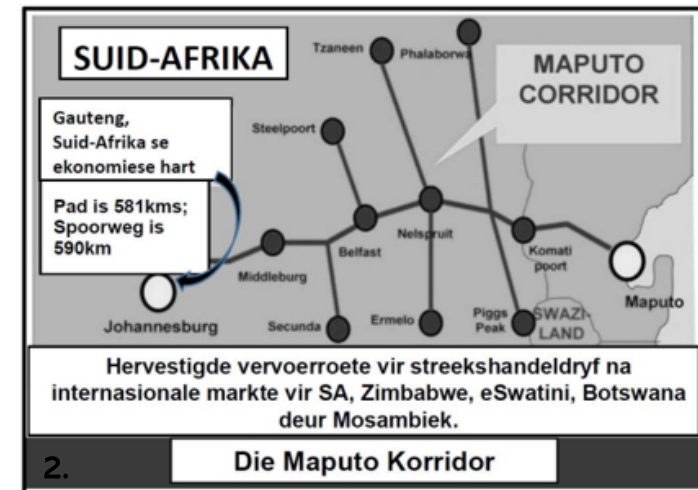 SUID-AFRIKA
Tzaneen
Phalaborwa
MAPUTO
CORRIDOR
Gauteng,
Suid-Afrika se
ekonomiese hart
Steelpoort
Pad is 581kms;
Spoorweg is
590km
Nelspruit
Belfast
Komati
poort
Middleburg
Maputo
Johannesburg
Secunda
Ermelo
Piggs
Peak
SWAZI-
LAND
Hervestigde vervoerroete vir streekshandeldryf na
internasionale markte vir SA, Zimbabwe, eSwatini, Botswana
deur Mosambiek.
2.
Die Maputo Korridor